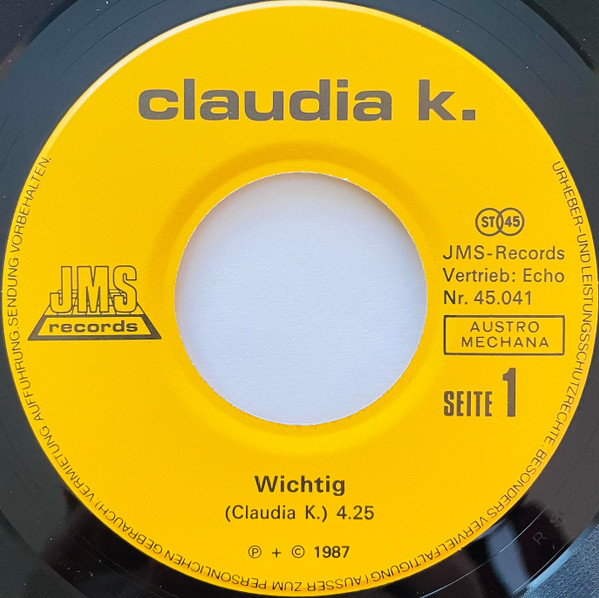 claudia k.
ST 45
JMS-Records
Vertrieb: Echo
Nr. 45.041
AUSTRO
MECHANA
SEITE 1
JMS
records
Wichtig
(Claudia K.) 4.25
℗ + © 1987
URHEBER-UND LEISTUNGSSCHUTZRECHTE BESONDERS VERVIELFÄLTIGUNG (AUSSER ZUM PERSÖNLICHEN GEBRAUCH) VERMIETUNG AUFFÜHRUNG, SENDUNG VORBEHALTEN.